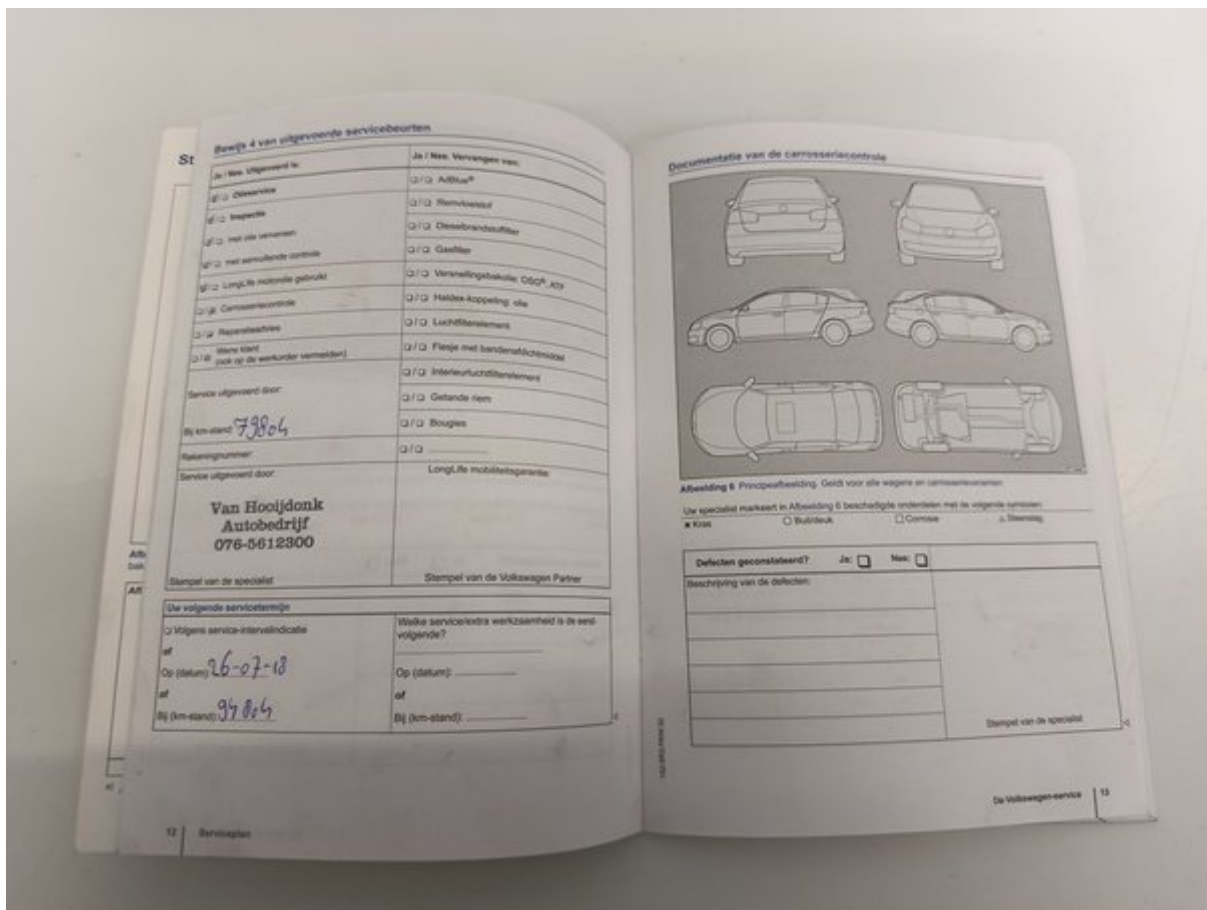 St
Bewijs 4 van uitgevoerde servicebeurten
Ja / Nee. Uitgevoerd is:
Ja / Nee. Vervangen van:
Olieservice
AdBlue®
Inspectie
Remvloeistof
met olie verversen
Dieselbrandstoffilter
met aanvullende controle
Gasfilter
LongLife motorolie gebruikt
Versnellingsbakolie: DSG®,
Carrosseriecontrole
Haldex-koppeling: olie
Reparatieadvies
Luchtfilterelement
Wens klant
(ook op de werkorder vermelden)
Flesje met bandenafdichtmiddel
Interieurluchtfilterelement
Service uitgevoerd door:
Getande riem
Bij km-stand: 79804
Bougies
Rekeningnummer:
Service uitgevoerd door:
LongLife mobiliteitsgarantie:
Van Hooijdonk
Autobedrijf
076-5612300
Stempel van de specialist
Stempel van de Volkswagen Partner
Uw volgende servicetermijn
Volgens service-intervalindicatie
of
Op (datum): 26-07-18
of
Bij (km-stand): 94804
Welke service/extra werkzaamheid is de eerst-
volgende?
Op (datum):
of
Bij (km-stand):
12 Serviceplan
Documentatie van de carrosseriecontrole
Afbeelding 6 Principeafbeelding. Geldt voor alle wagens en carrosserievarianten
Uw specialist markeert in Afbeelding 6 beschadigde onderdelen met de volgende symbolen:
Kras Buil/deuk Corrosie Steenslag
Defecten geconstateerd? Ja: Nee:
Beschrijving van de defecten:
Stempel van de specialist
De Volkswagen-service 13